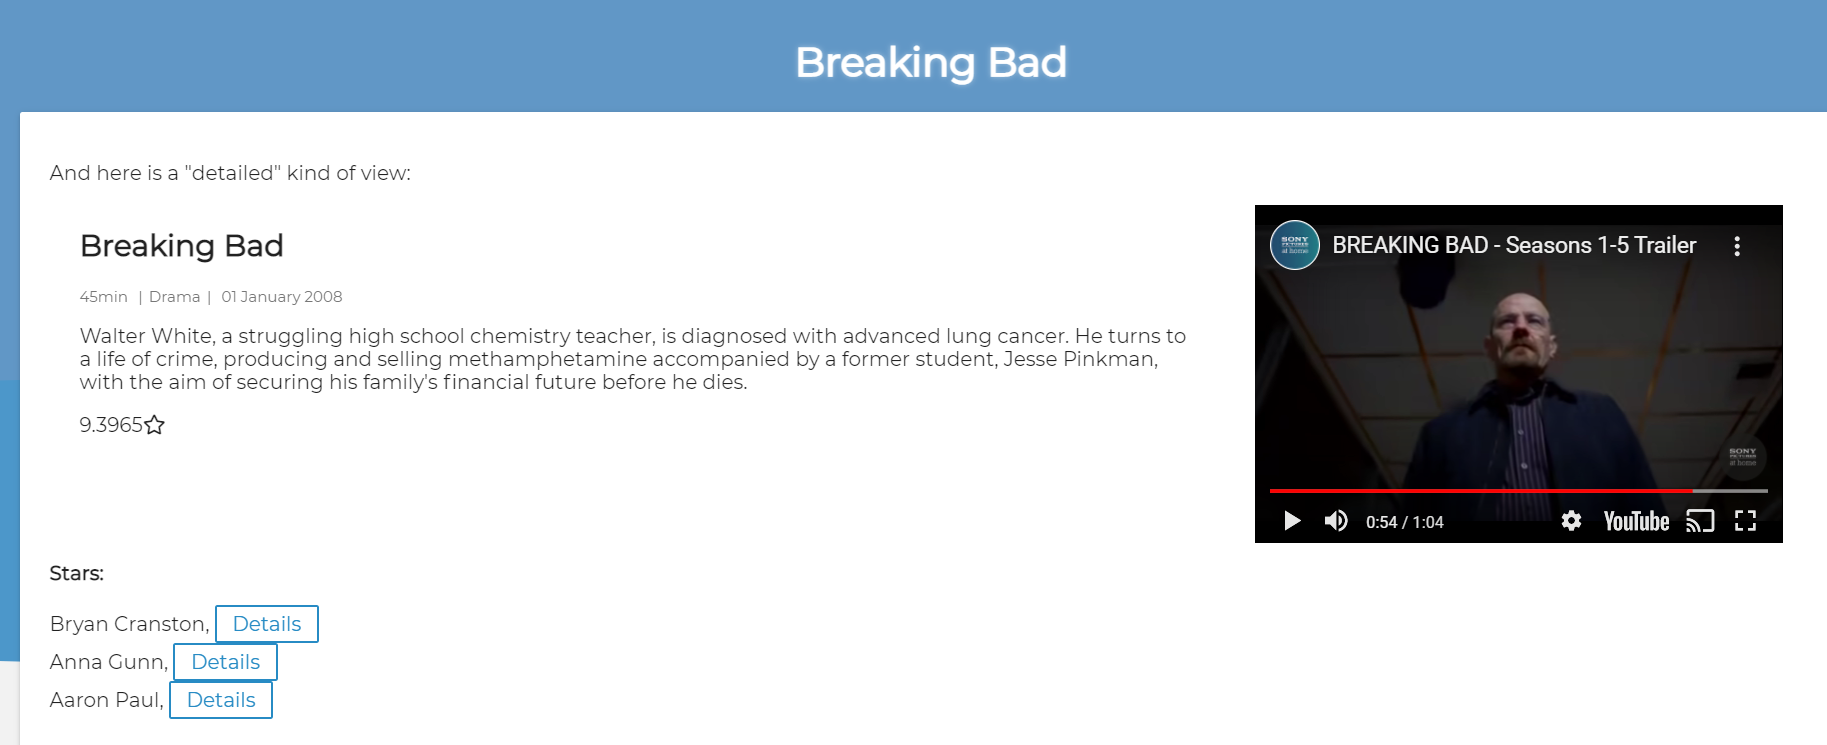 Breaking Bad
And here is a "detailed" kind of view:
Breaking Bad
45min | Drama | 01 January 2008
Walter White, a struggling high school chemistry teacher, is diagnosed with advanced lung cancer. He turns to
a life of crime, producing and selling methamphetamine accompanied by a former student, Jesse Pinkman,
with the aim of securing his family's financial future before he dies.
9.3965
SONY
PICTURES
at home
BREAKING BAD - Seasons 1-5 Trailer
SONY
PICTURES
at home
0:54 / 1:04
YouTube
Stars:
Bryan Cranston, Details
Anna Gunn, Details
Aaron Paul, Details